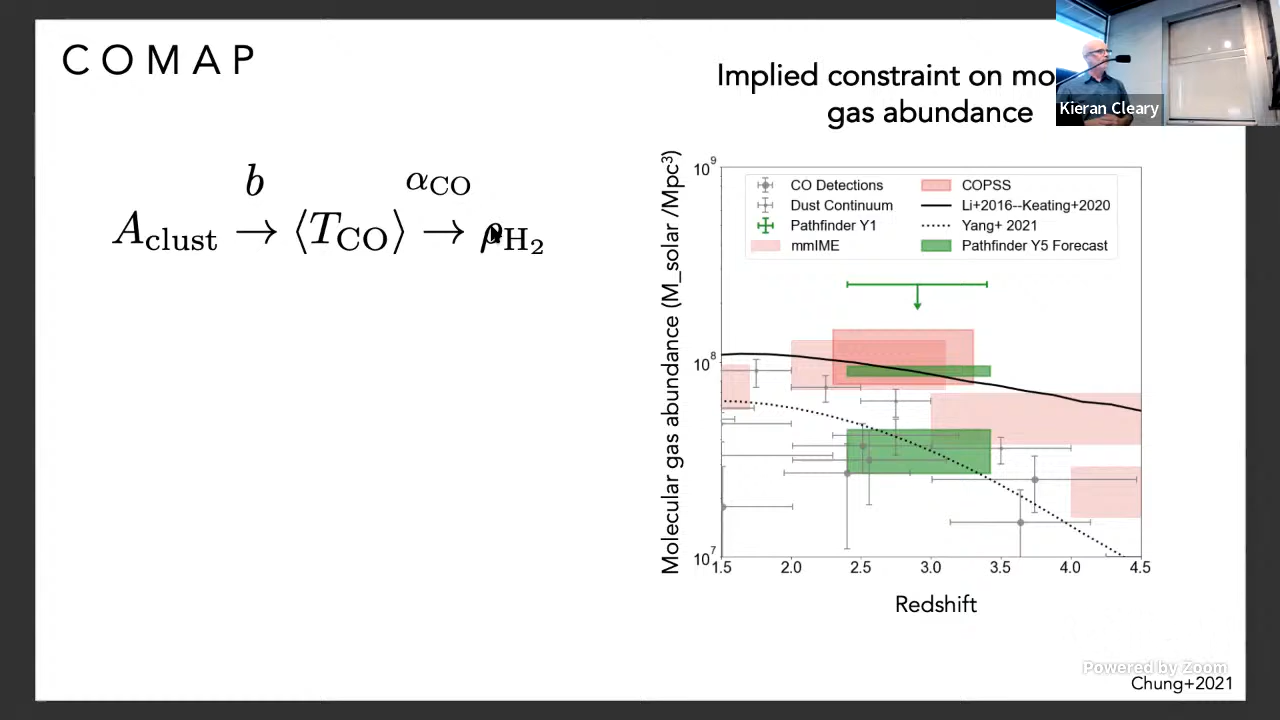 COMAP
Implied constraint on mo
gas abundance
Kieran Cleary
b
α_CO
A_clust → ⟨T_CO⟩ → ρ_H₂
Molecular gas abundance (M_solar /Mpc³)
10⁹
10⁸
10⁷
CO Detections
Dust Continuum
Pathfinder Y1
mmIME
COPSS
Li+2016--Keating+2020
Yang+ 2021
Pathfinder Y5 Forecast
1.5 2.0 2.5 3.0 3.5 4.0 4.5
Redshift
Powered by Zoom
Chung+2021